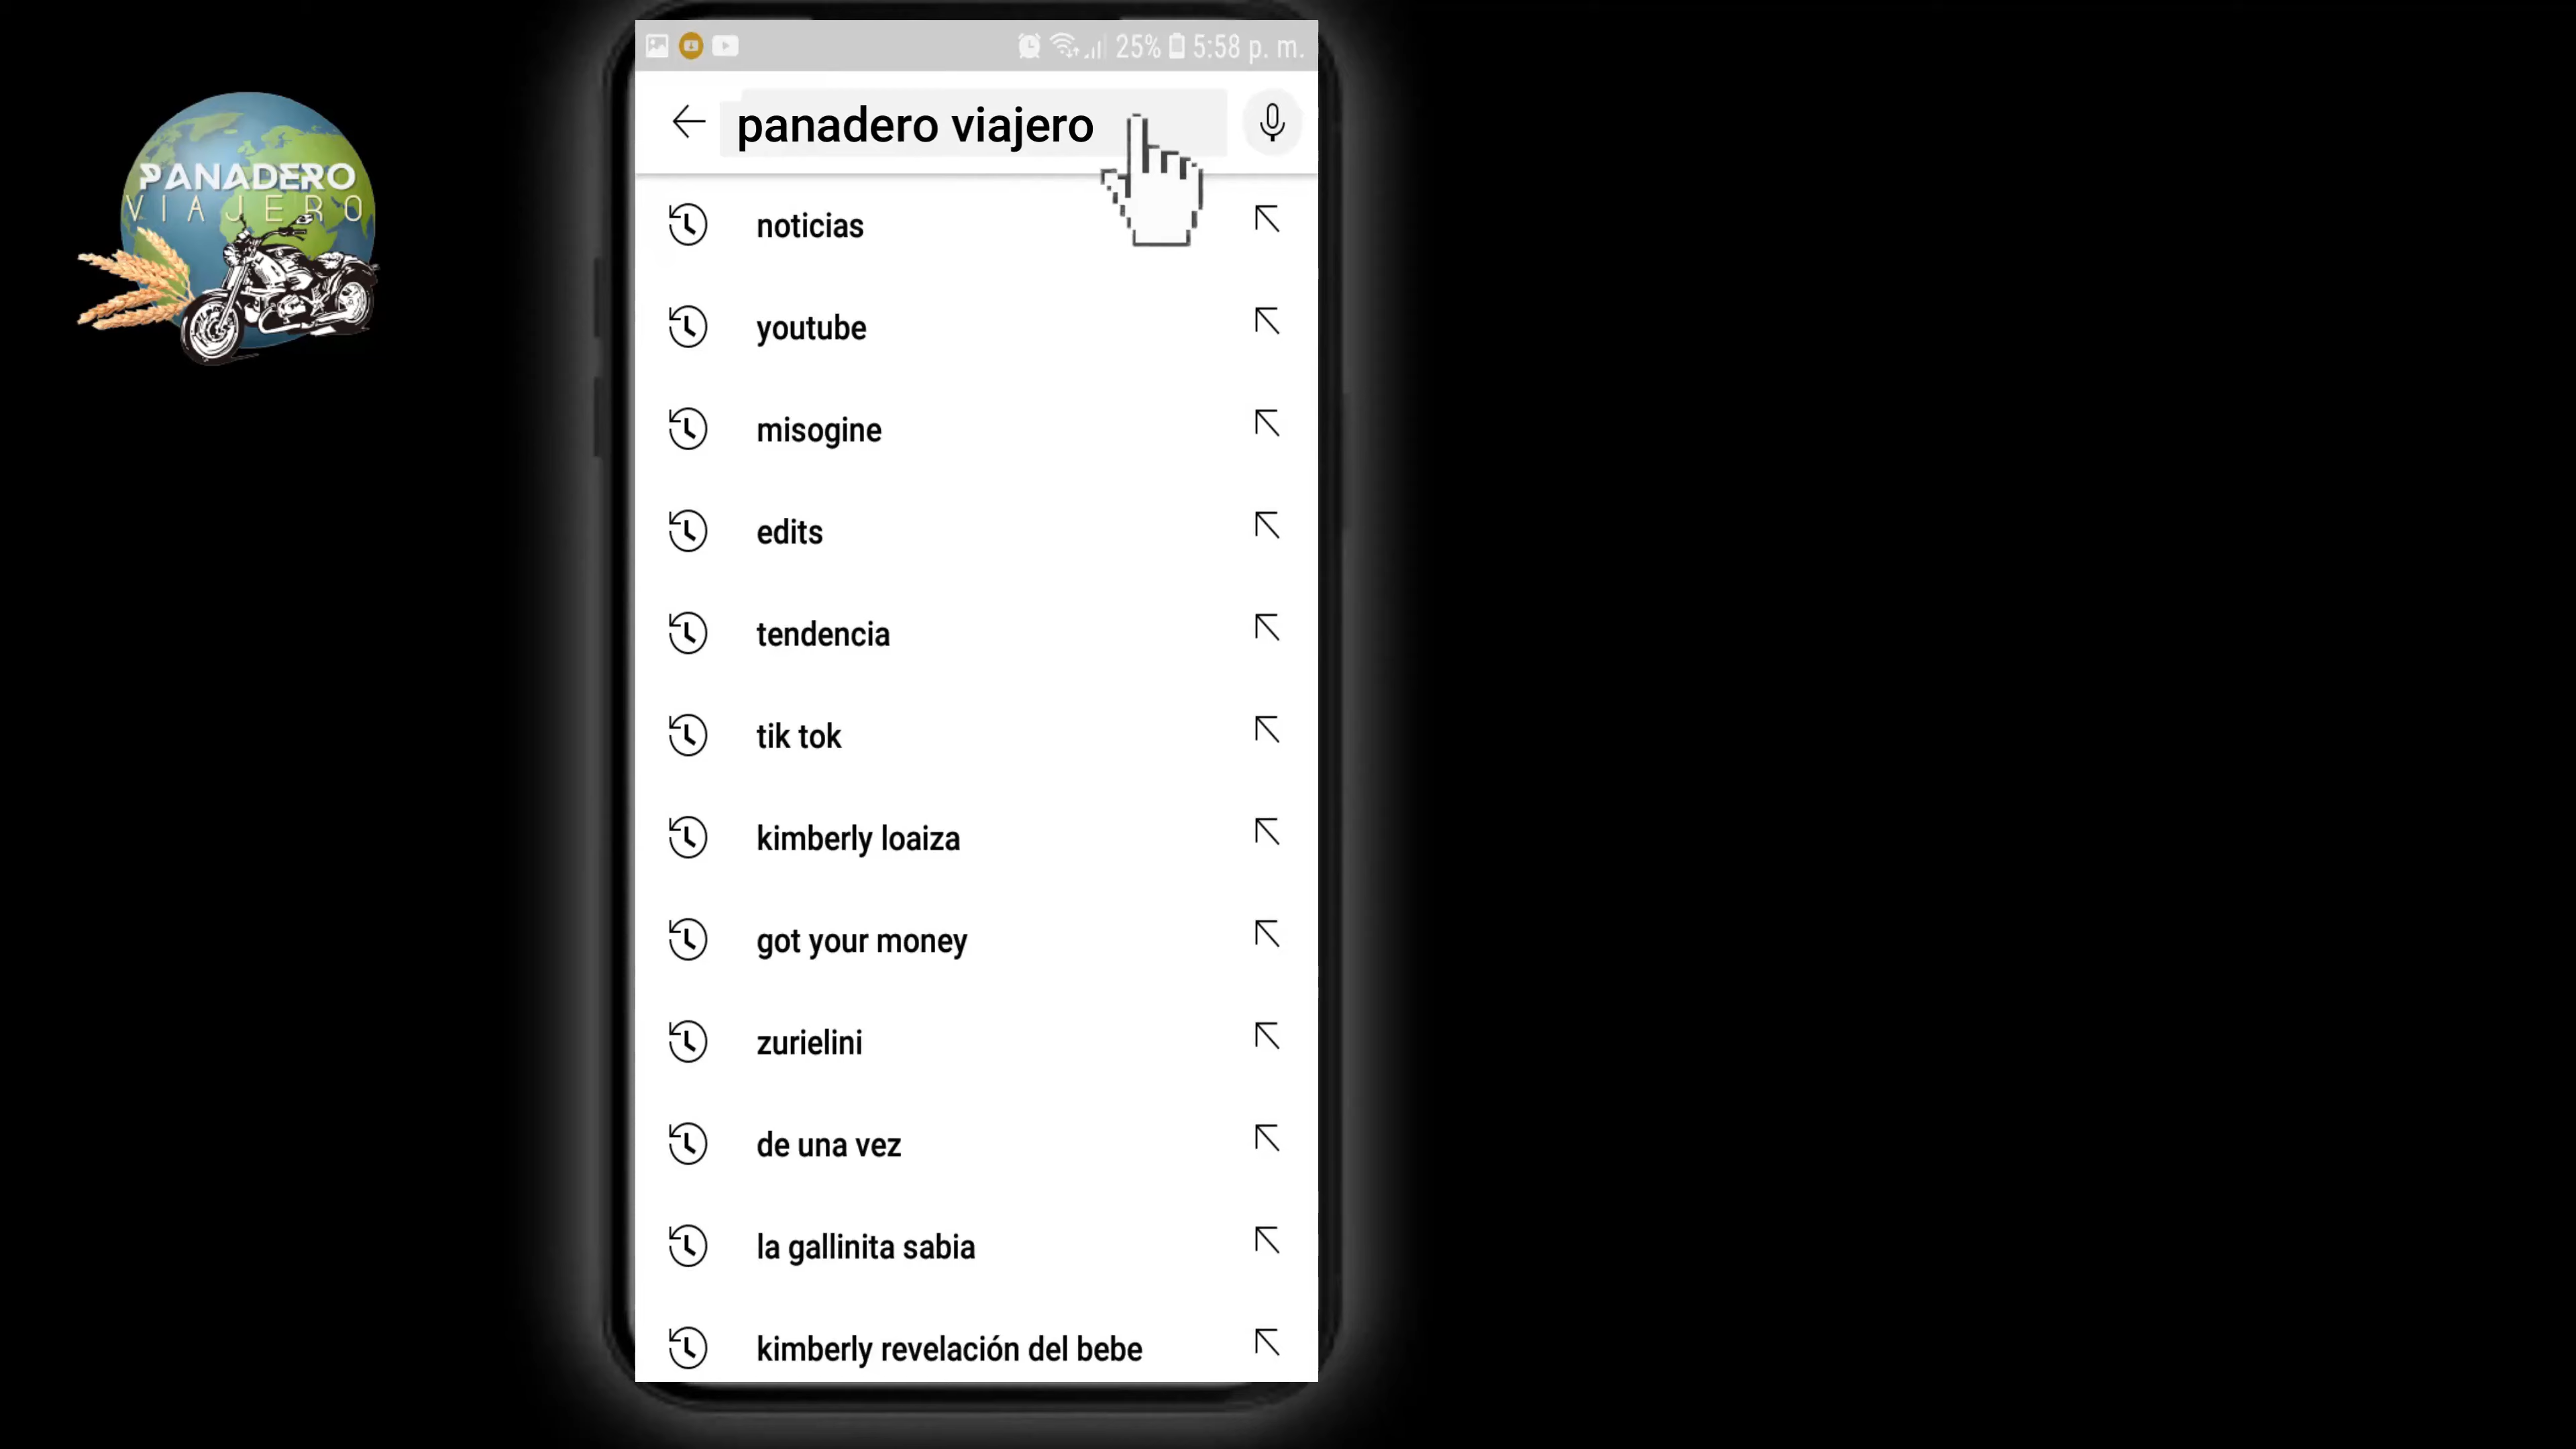 PANADERO
VIAJERO
25% 5:58 p. m.
panadero viajero
noticias
youtube
misogine
edits
tendencia
tik tok
kimberly loaiza
got your money
zurielini
de una vez
la gallinita sabia
kimberly revelación del bebe